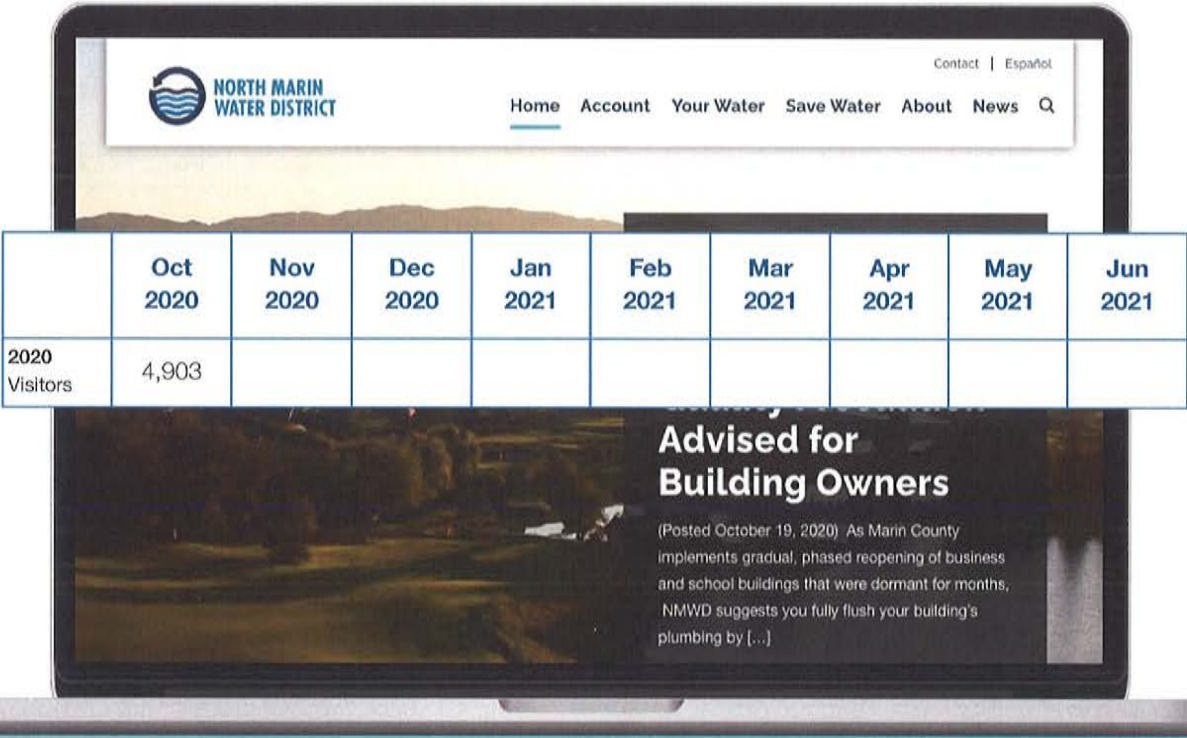 Contact | Español
NORTH MARIN
WATER DISTRICT
Home Account Your Water Save Water About News
Oct 2020 Nov 2020 Dec 2020 Jan 2021 Feb 2021 Mar 2021 Apr 2021 May 2021 Jun 2021
2020 Visitors 4,903
Advised for
Building Owners
(Posted October 19, 2020) As Marin County
implements gradual, phased reopening of business
and school buildings that were dormant for months,
NMWD suggests you fully flush your building's
plumbing by [...]